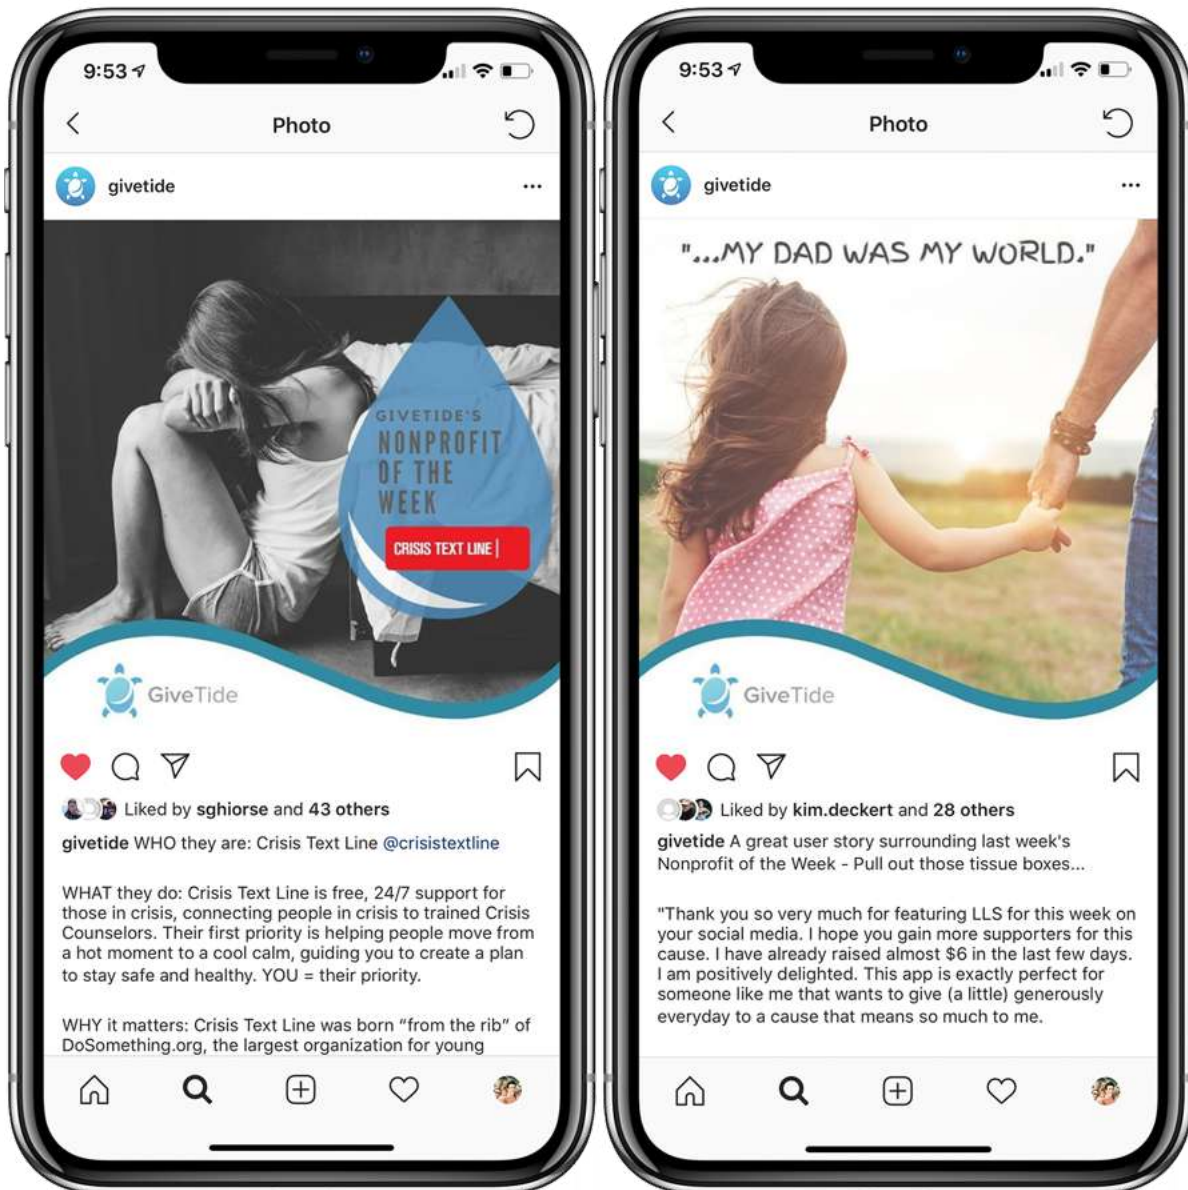 9:53
Photo
givetide
GIVETIDE'S
NONPROFIT
OF THE
WEEK
CRISIS TEXT LINE
GiveTide
Liked by sghiorse and 43 others
givetide WHO they are: Crisis Text Line @crisistextline
WHAT they do: Crisis Text Line is free, 24/7 support for
those in crisis, connecting people in crisis to trained Crisis
Counselors. Their first priority is helping people move from
a hot moment to a cool calm, guiding you to create a plan
to stay safe and healthy. YOU = their priority.
WHY it matters: Crisis Text Line was born “from the rib” of
DoSomething.org, the largest organization for young
9:53
Photo
givetide
"...MY DAD WAS MY WORLD."
GiveTide
Liked by kim.deckert and 28 others
givetide A great user story surrounding last week's
Nonprofit of the Week - Pull out those tissue boxes...
"Thank you so very much for featuring LLS for this week on
your social media. I hope you gain more supporters for this
cause. I have already raised almost $6 in the last few days.
I am positively delighted. This app is exactly perfect for
someone like me that wants to give (a little) generously
everyday to a cause that means so much to me.